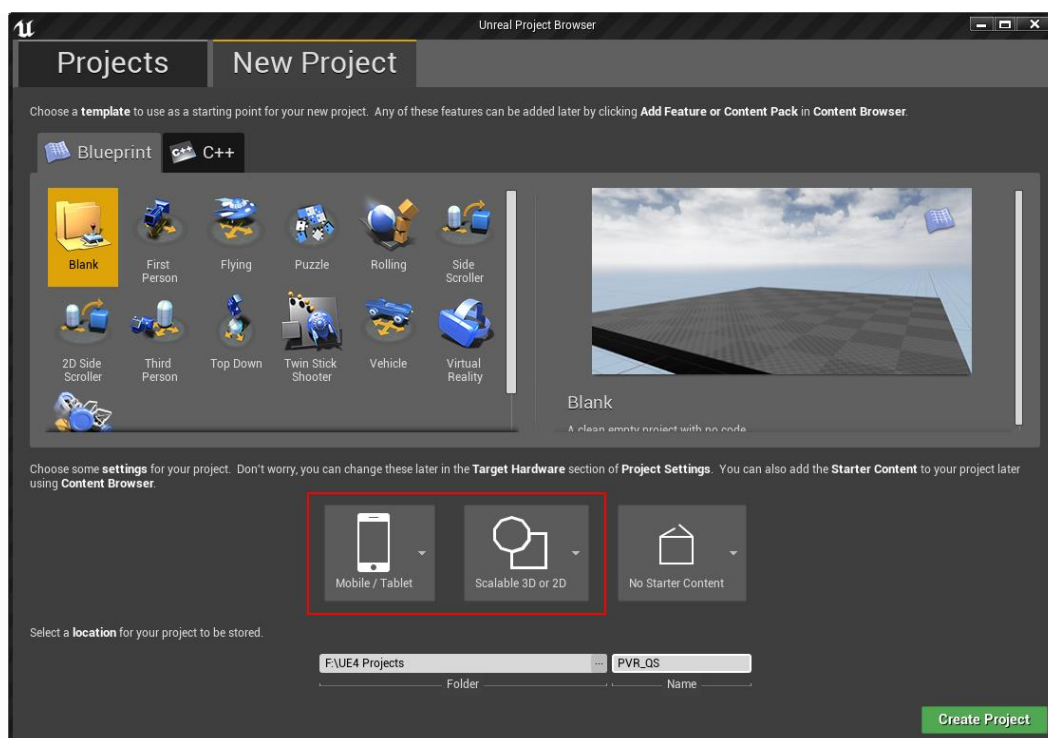 Unreal Project Browser
Projects
New Project
Choose a template to use as a starting point for your new project. Any of these features can be added later by clicking Add Feature or Content Pack in Content Browser.
Blueprint
C++
Blank
First
Person
Flying
Puzzle
Rolling
Side
Scroller
2D Side
Scroller
Third
Person
Top Down
Twin Stick
Shooter
Vehicle
Virtual
Reality
Blank
A clean empty project with no code.
Choose some settings for your project. Don't worry, you can change these later in the Target Hardware section of Project Settings. You can also add the Starter Content to your project later
using Content Browser.
Mobile / Tablet
Scalable 3D or 2D
No Starter Content
Select a location for your project to be stored.
F:\UE4 Projects
...
PVR_QS
Folder
Name
Create Project